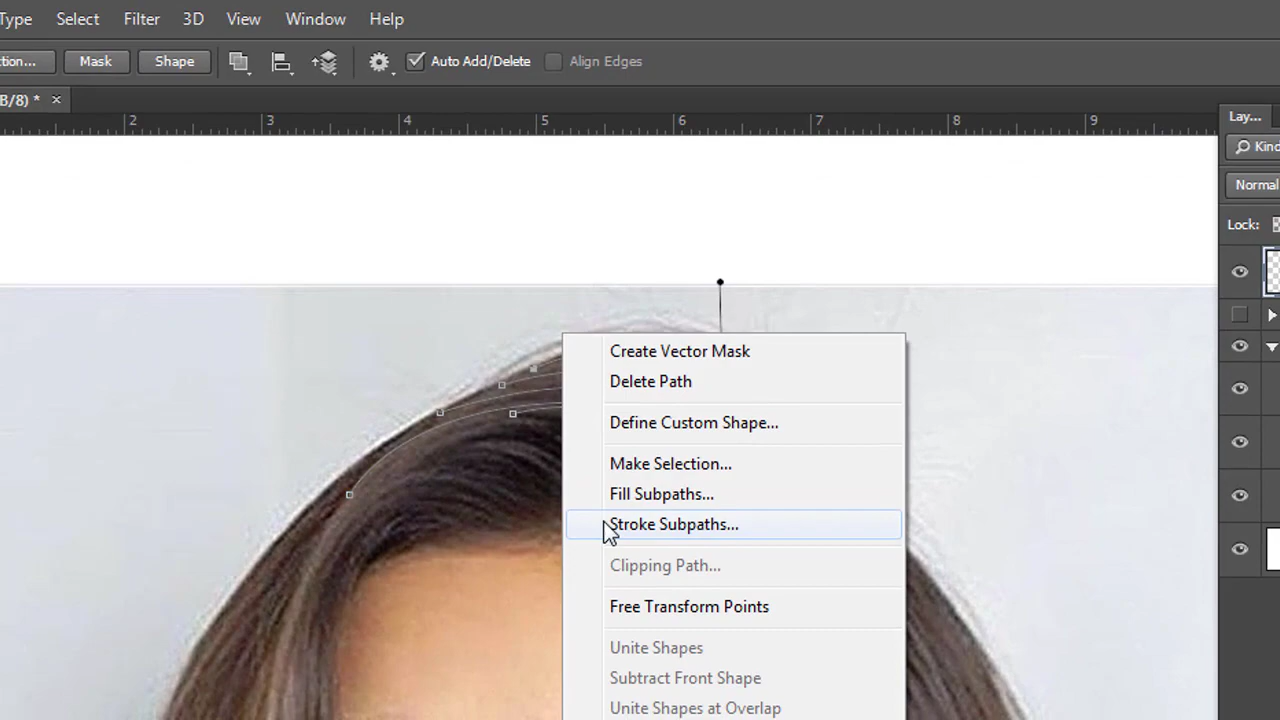 Type Select Filter 3D View Window Help
ction... Mask Shape Auto Add/Delete Align Edges
B/8) * ×
2 3 4 5 6 7 8 9
Lay...
Kind
Normal
Lock:
Create Vector Mask
Delete Path
Define Custom Shape...
Make Selection...
Fill Subpaths...
Stroke Subpaths...
Clipping Path...
Free Transform Points
Unite Shapes
Subtract Front Shape
Unite Shapes at Overlap